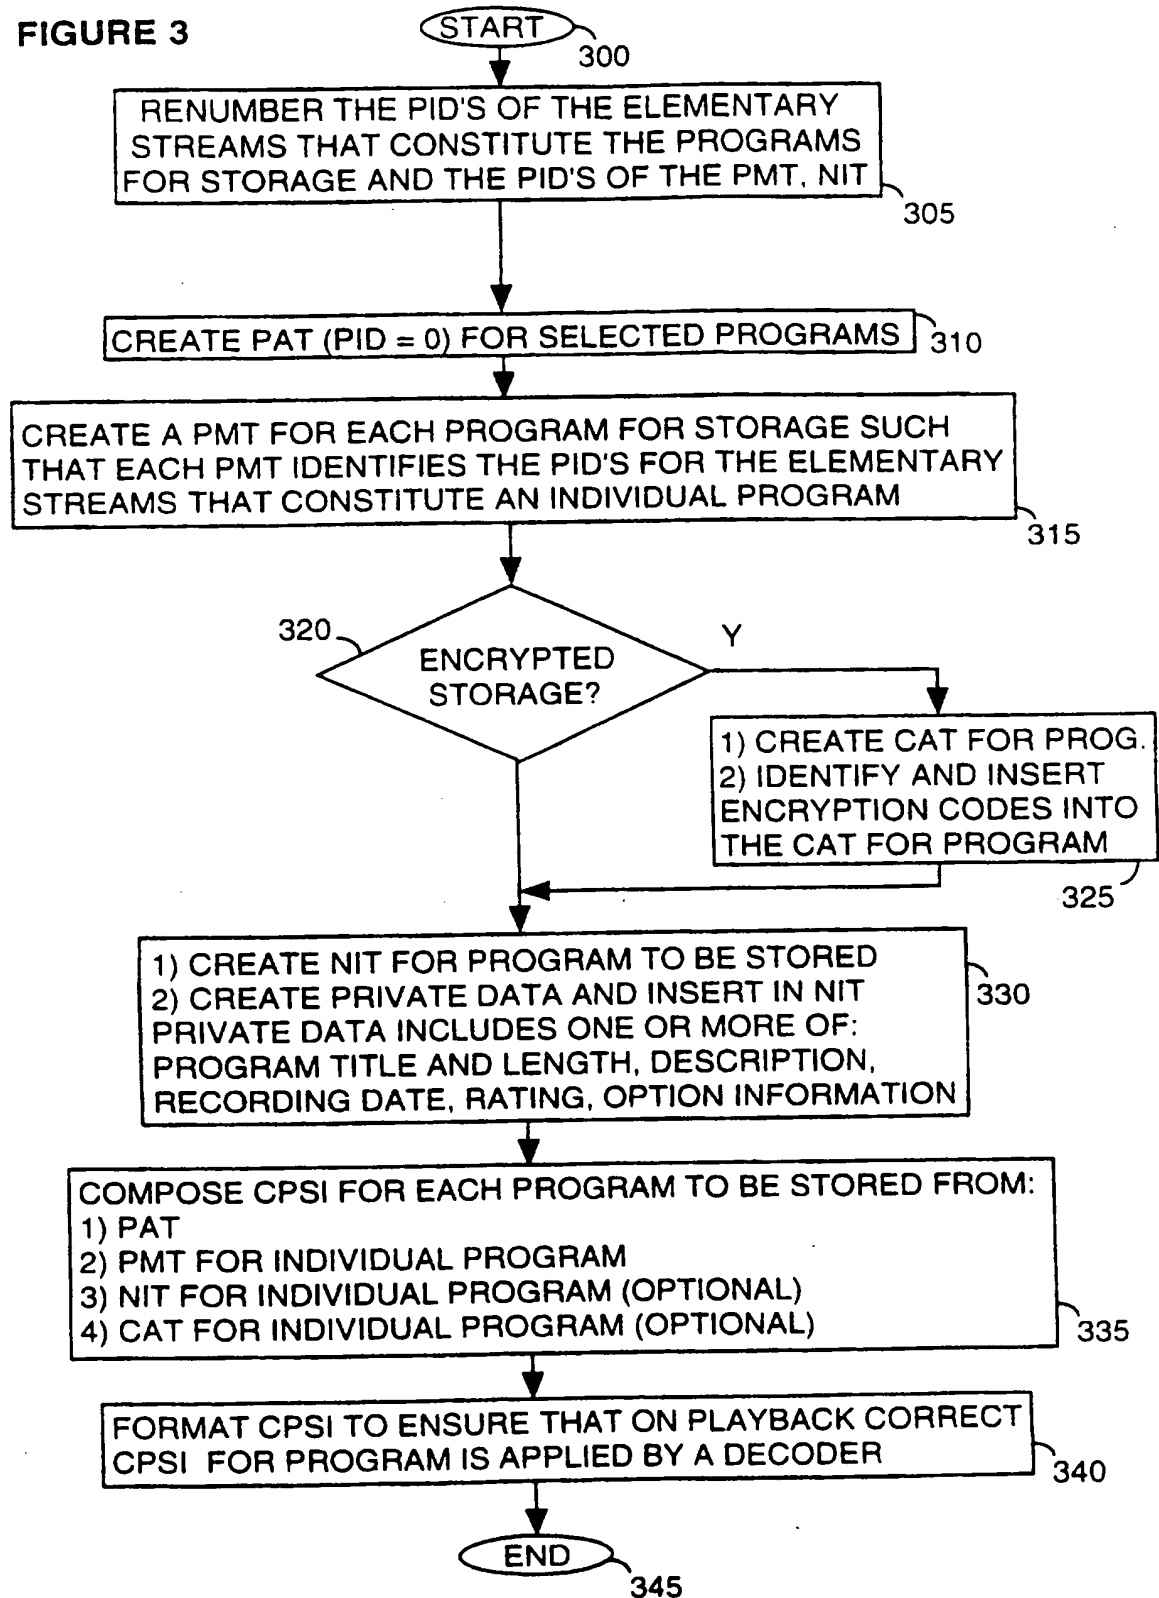 FIGURE 3
START
300
RENUMBER THE PID'S OF THE ELEMENTARY
STREAMS THAT CONSTITUTE THE PROGRAMS
FOR STORAGE AND THE PID'S OF THE PMT, NIT
305
CREATE PAT (PID = 0) FOR SELECTED PROGRAMS
310
CREATE A PMT FOR EACH PROGRAM FOR STORAGE SUCH
THAT EACH PMT IDENTIFIES THE PID'S FOR THE ELEMENTARY
STREAMS THAT CONSTITUTE AN INDIVIDUAL PROGRAM
315
320
ENCRYPTED
STORAGE?
Y
1) CREATE CAT FOR PROG.
2) IDENTIFY AND INSERT
ENCRYPTION CODES INTO
THE CAT FOR PROGRAM
325
1) CREATE NIT FOR PROGRAM TO BE STORED
2) CREATE PRIVATE DATA AND INSERT IN NIT
PRIVATE DATA INCLUDES ONE OR MORE OF:
PROGRAM TITLE AND LENGTH, DESCRIPTION,
RECORDING DATE, RATING, OPTION INFORMATION
330
COMPOSE CPSI FOR EACH PROGRAM TO BE STORED FROM:
1) PAT
2) PMT FOR INDIVIDUAL PROGRAM
3) NIT FOR INDIVIDUAL PROGRAM (OPTIONAL)
4) CAT FOR INDIVIDUAL PROGRAM (OPTIONAL)
335
FORMAT CPSI TO ENSURE THAT ON PLAYBACK CORRECT
CPSI FOR PROGRAM IS APPLIED BY A DECODER
340
END
345